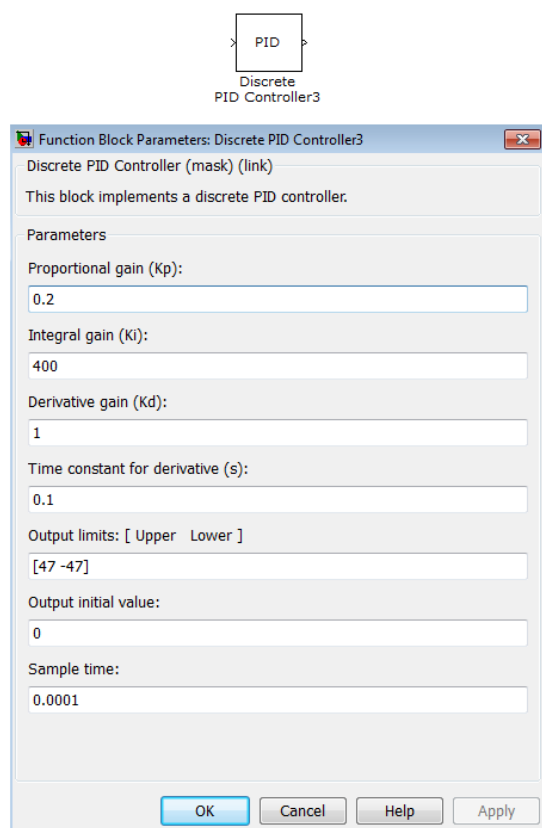 PID
Discrete
PID Controller3
Function Block Parameters: Discrete PID Controller3
Discrete PID Controller (mask) (link)
This block implements a discrete PID controller.
Parameters
Proportional gain (Kp):
0.2
Integral gain (Ki):
400
Derivative gain (Kd):
1
Time constant for derivative (s):
0.1
Output limits: [ Upper   Lower ]
[47 -47]
Output initial value:
0
Sample time:
0.0001
OK Cancel Help Apply